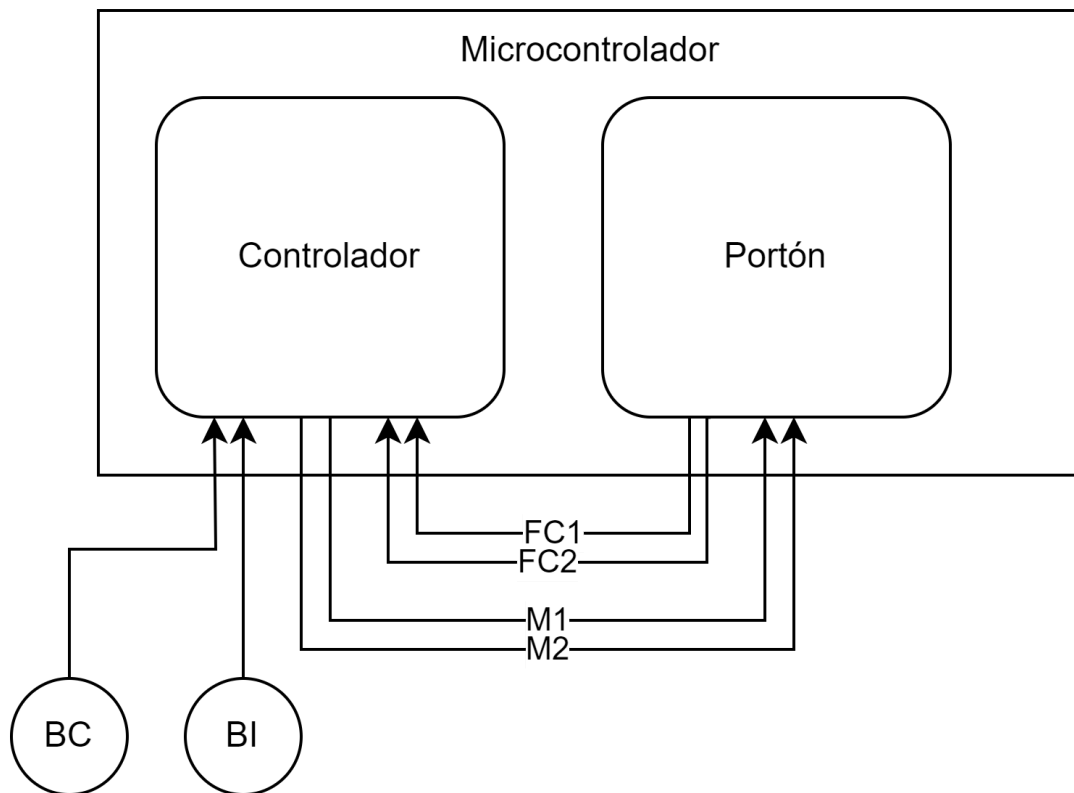 Microcontrolador
Controlador
Portón
FC1
FC2
M1
M2
BC
BI